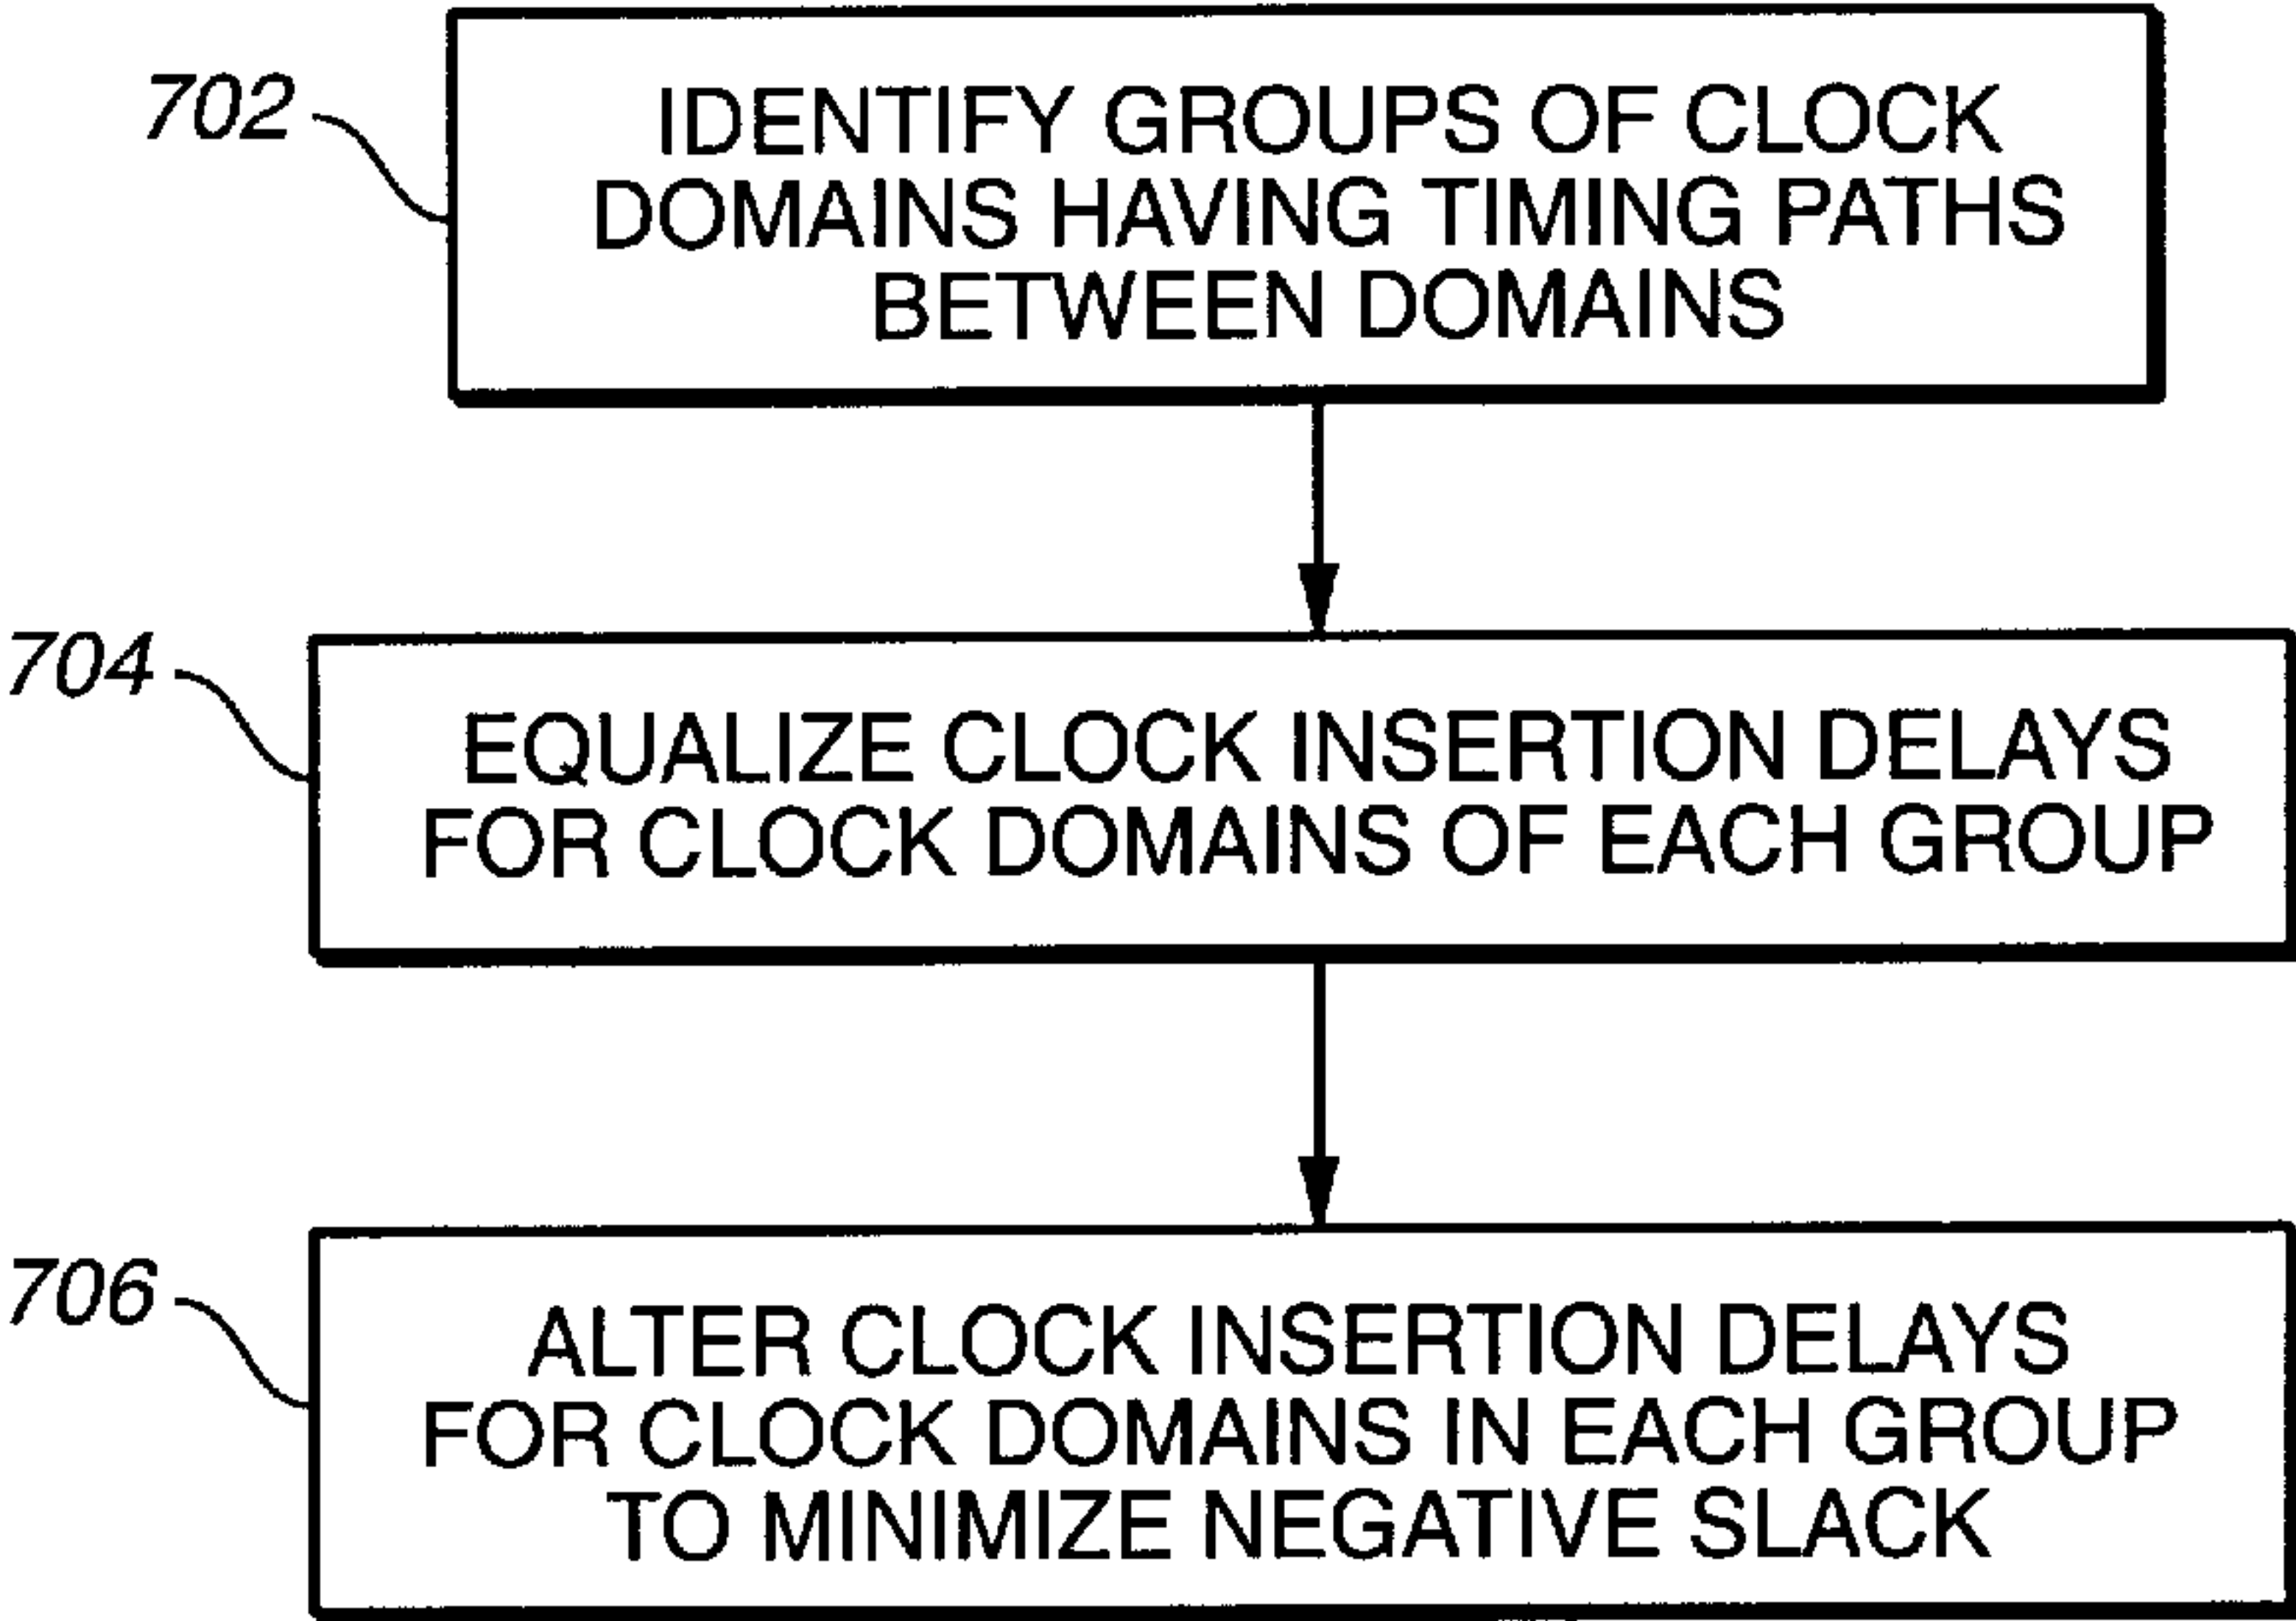 702
IDENTIFY GROUPS OF CLOCK
DOMAINS HAVING TIMING PATHS
BETWEEN DOMAINS
704
EQUALIZE CLOCK INSERTION DELAYS
FOR CLOCK DOMAINS OF EACH GROUP
706
ALTER CLOCK INSERTION DELAYS
FOR CLOCK DOMAINS IN EACH GROUP
TO MINIMIZE NEGATIVE SLACK